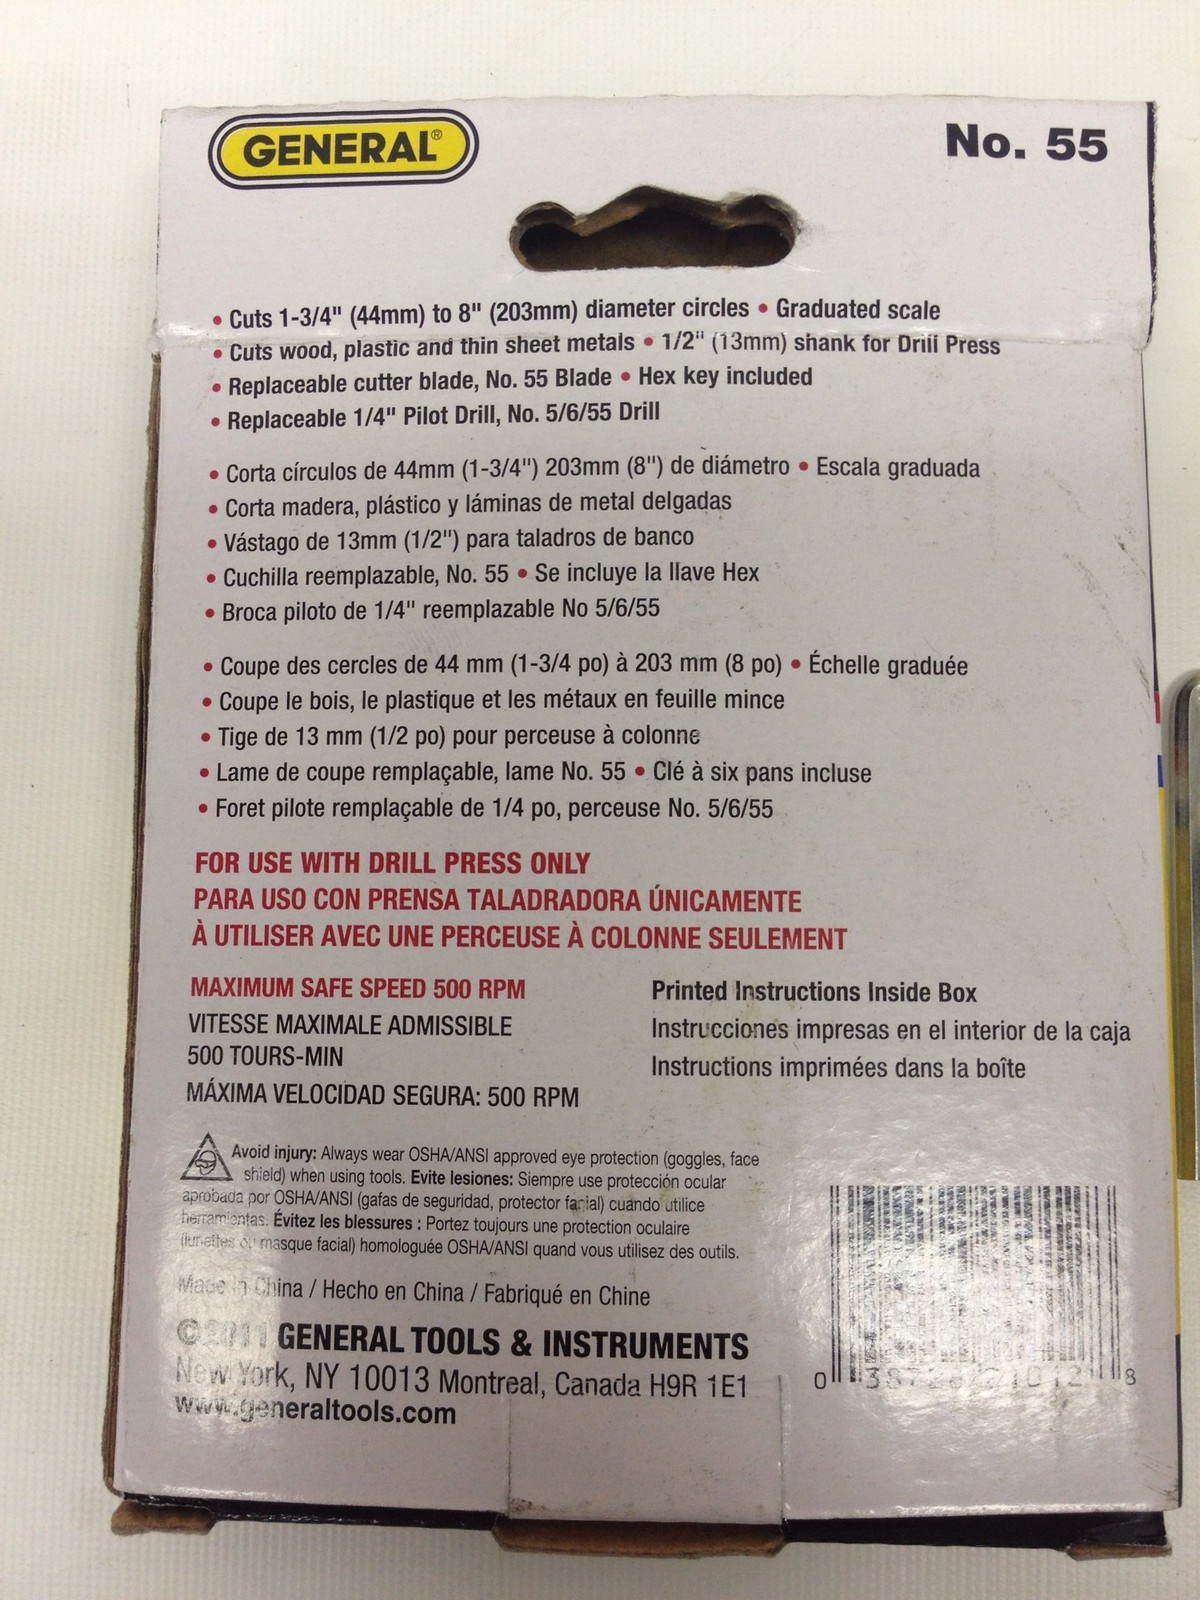 GENERAL®
No. 55
• Cuts 1-3/4" (44mm) to 8" (203mm) diameter circles • Graduated scale
• Cuts wood, plastic and thin sheet metals • 1/2" (13mm) shank for Drill Press
• Replaceable cutter blade, No. 55 Blade • Hex key included
• Replaceable 1/4" Pilot Drill, No. 5/6/55 Drill
• Corta círculos de 44mm (1-3/4") 203mm (8") de diámetro • Escala graduada
• Corta madera, plástico y láminas de metal delgadas
• Vástago de 13mm (1/2") para taladros de banco
• Cuchilla reemplazable, No. 55 • Se incluye la llave Hex
• Broca piloto de 1/4" reemplazable No 5/6/55
• Coupe des cercles de 44 mm (1-3/4 po) à 203 mm (8 po) • Échelle graduée
• Coupe le bois, le plastique et les métaux en feuille mince
• Tige de 13 mm (1/2 po) pour perceuse à colonne
• Lame de coupe remplaçable, lame No. 55 • Clé à six pans incluse
• Foret pilote remplaçable de 1/4 po, perceuse No. 5/6/55
FOR USE WITH DRILL PRESS ONLY
PARA USO CON PRENSA TALADRADORA ÚNICAMENTE
À UTILISER AVEC UNE PERCEUSE À COLONNE SEULEMENT
MAXIMUM SAFE SPEED 500 RPM
VITESSE MAXIMALE ADMISSIBLE
500 TOURS-MIN
MÁXIMA VELOCIDAD SEGURA: 500 RPM
Printed Instructions Inside Box
Instrucciones impresas en el interior de la caja
Instructions imprimées dans la boîte
Avoid injury: Always wear OSHA/ANSI approved eye protection (goggles, face
shield) when using tools. Evite lesiones: Siempre use protección ocular
aprobada por OSHA/ANSI (gafas de seguridad, protector facial) cuando utilice
herramientas. Évitez les blessures : Portez toujours une protection oculaire
(lunettes ou masque facial) homologuée OSHA/ANSI quand vous utilisez des outils.
Made in China / Hecho en China / Fabriqué en Chine
©2011 GENERAL TOOLS & INSTRUMENTS
New York, NY 10013 Montreal, Canada H9R 1E1
www.generaltools.com
0 8